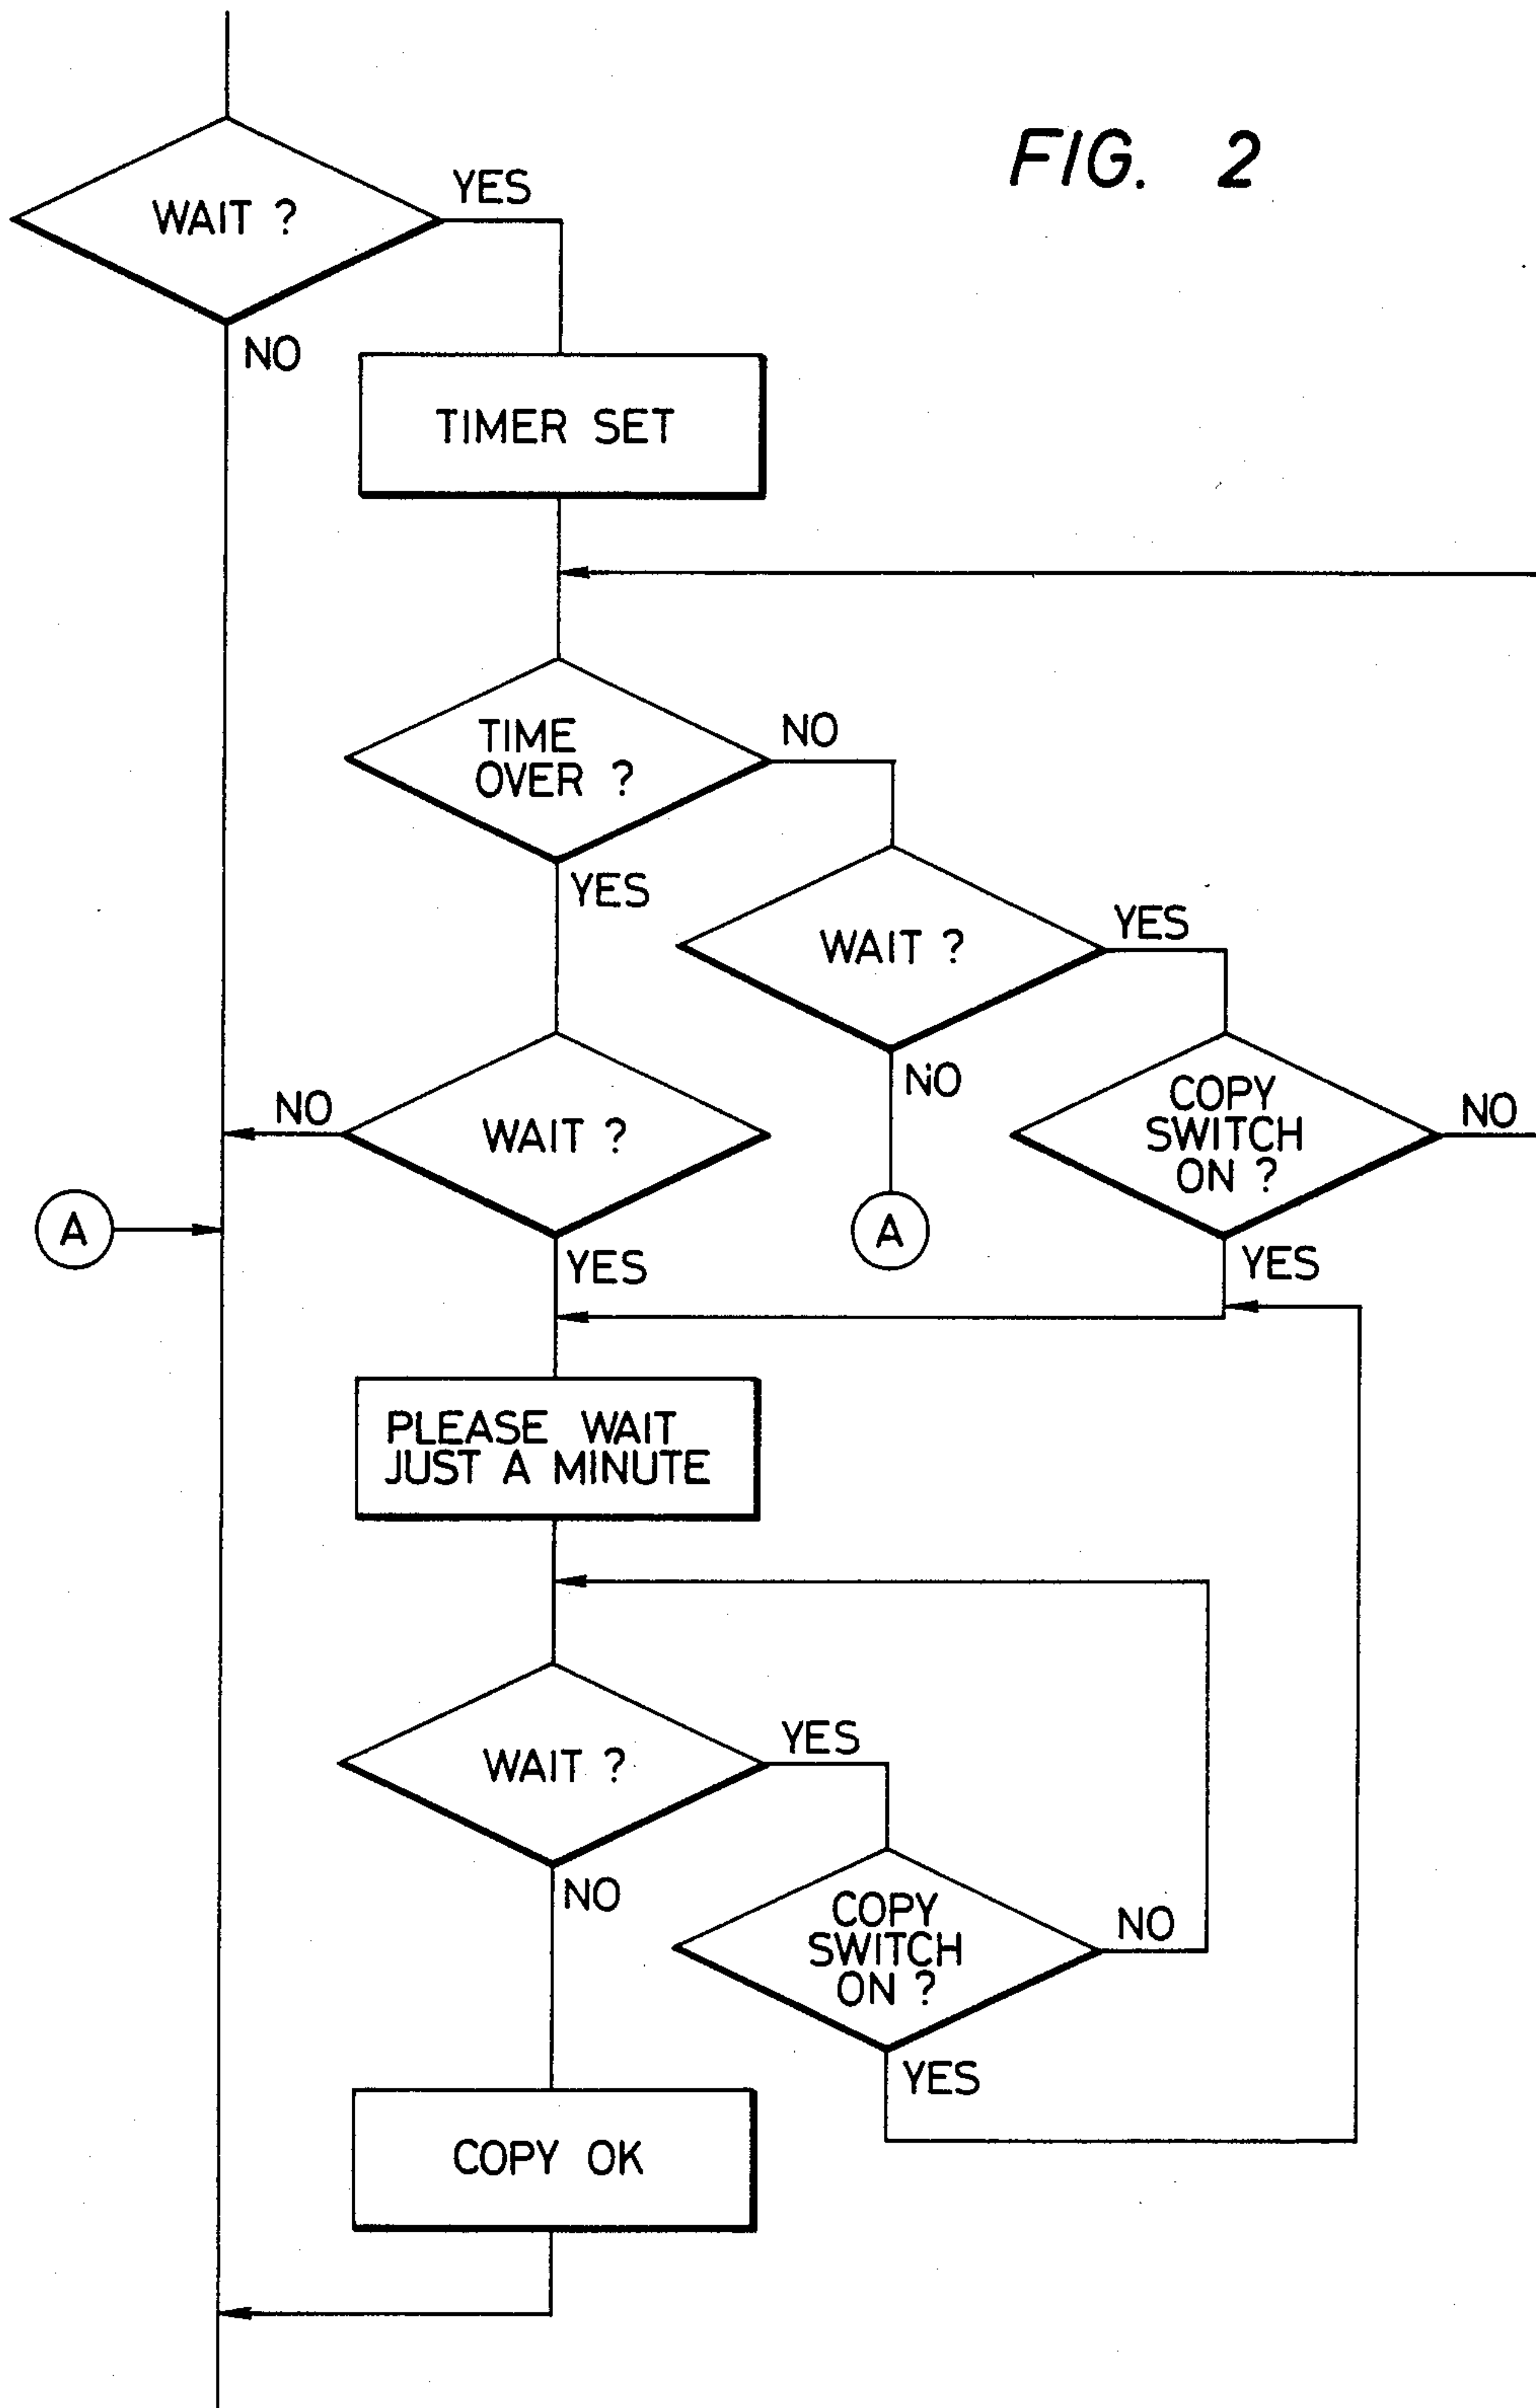 FIG. 2
WAIT ?
YES
NO
TIMER SET
TIME
OVER ?
NO
YES
WAIT ?
YES
NO
COPY
SWITCH
ON ?
NO
YES
WAIT ?
NO
YES
A
A
PLEASE WAIT
JUST A MINUTE
WAIT ?
YES
NO
COPY
SWITCH
ON ?
NO
YES
COPY OK